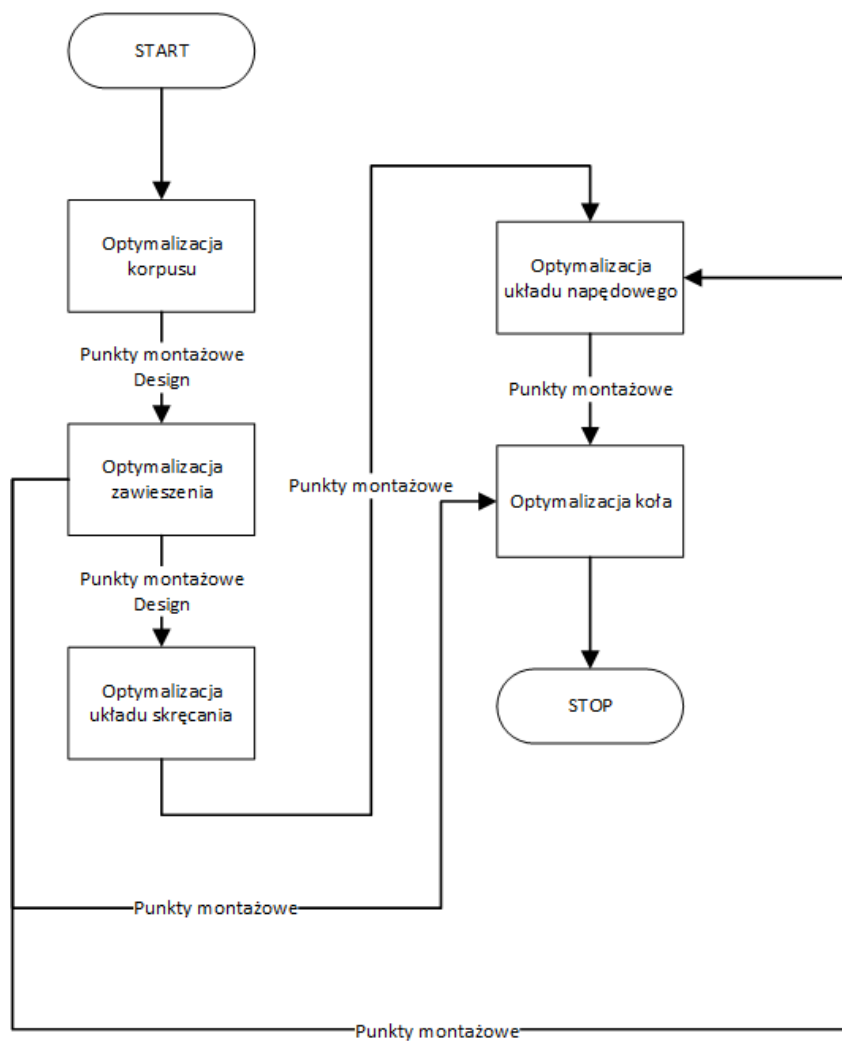 START
Optymalizacja
korpusu
Punkty montażowe
Design
Optymalizacja
zawieszenia
Punkty montażowe
Design
Optymalizacja
układu skręcania
Punkty montażowe
Optymalizacja
układu napędowego
Punkty montażowe
Optymalizacja koła
STOP
Punkty montażowe
Punkty montażowe